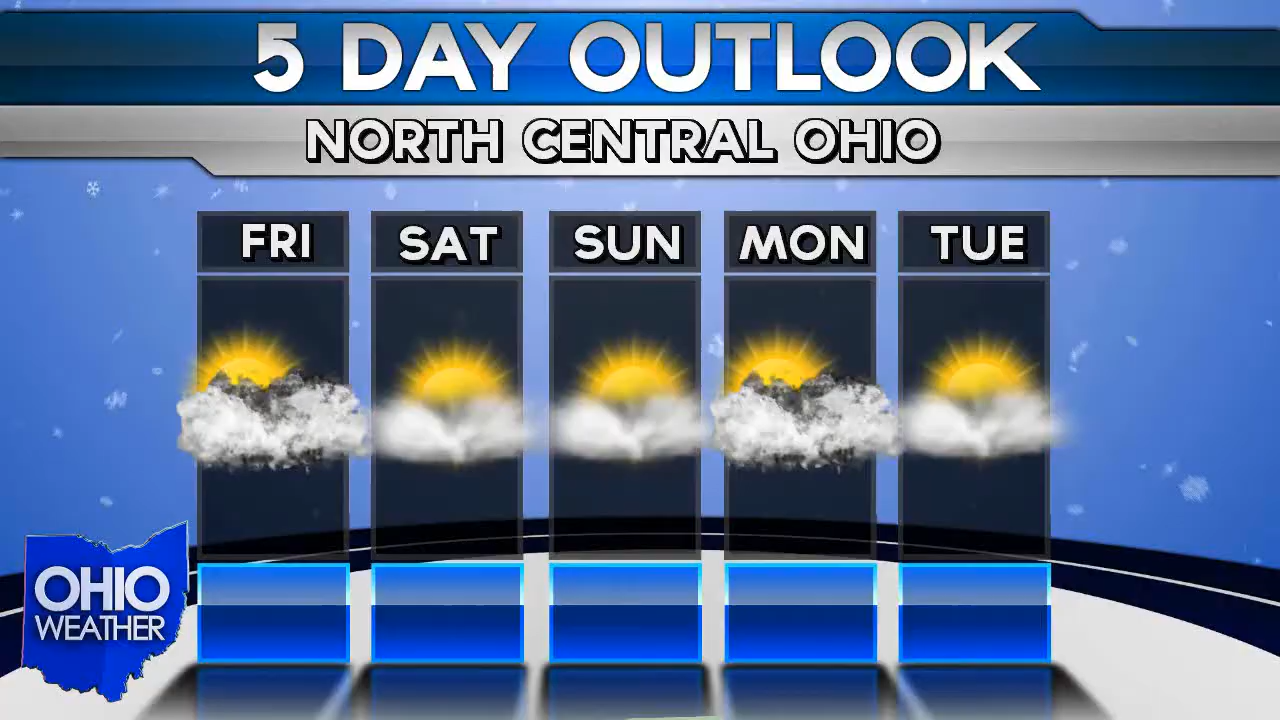 5 DAY OUTLOOK
NORTH CENTRAL OHIO
FRI SAT SUN MON TUE
OHIO
WEATHER